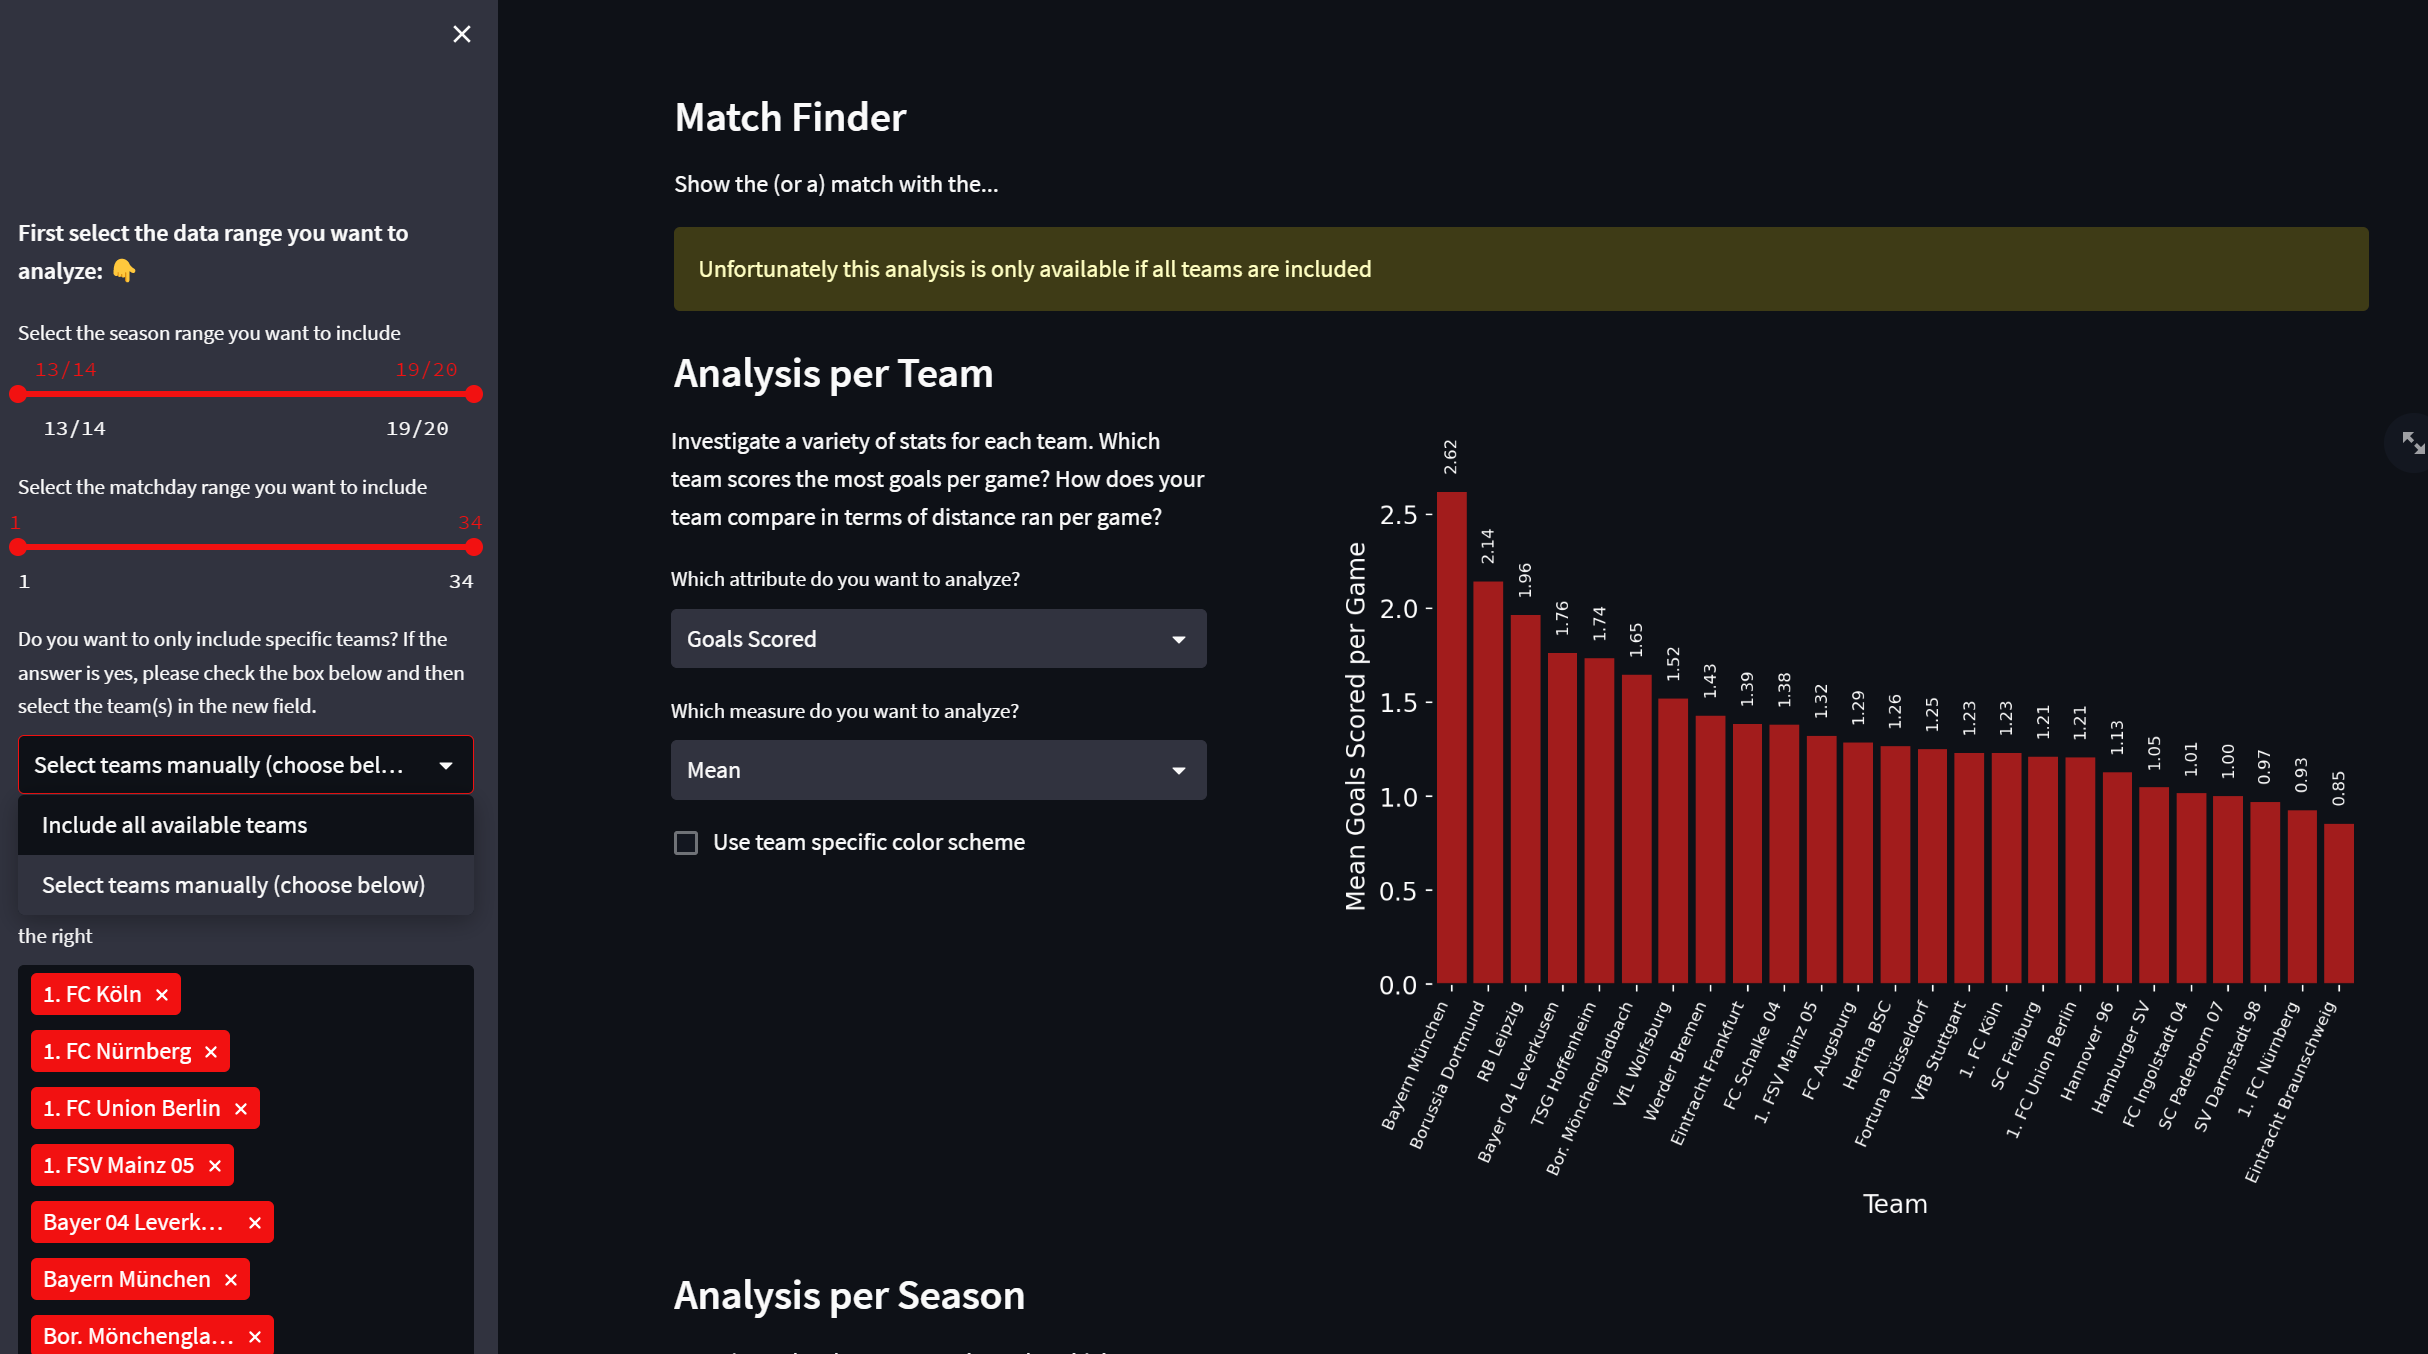 First select the data range you want to
analyze: 👇
Select the season range you want to include
13/14 19/20
13/14 19/20
Select the matchday range you want to include
1 34
1 34
Do you want to only include specific teams? If the
answer is yes, please check the box below and then
select the team(s) in the new field.
Select teams manually (choose bel...
Include all available teams
Select teams manually (choose below)
the right
1. FC Köln ×
1. FC Nürnberg ×
1. FC Union Berlin ×
1. FSV Mainz 05 ×
Bayer 04 Leverk... ×
Bayern München ×
Bor. Mönchengla... ×
Match Finder
Show the (or a) match with the...
Unfortunately this analysis is only available if all teams are included
Analysis per Team
Investigate a variety of stats for each team. Which
team scores the most goals per game? How does your
team compare in terms of distance ran per game?
Which attribute do you want to analyze?
Goals Scored
Which measure do you want to analyze?
Mean
Use team specific color scheme
Mean Goals Scored per Game
2.5
2.0
1.5
1.0
0.5
0.0
2.62
2.14
1.96
1.76
1.74
1.65
1.52
1.43
1.39
1.38
1.32
1.29
1.26
1.25
1.23
1.23
1.21
1.21
1.13
1.05
1.01
1.00
0.97
0.93
0.85
Bayern München
Borussia Dortmund
RB Leipzig
Bayer 04 Leverkusen
TSG Hoffenheim
Bor. Mönchengladbach
VfL Wolfsburg
Werder Bremen
Eintracht Frankfurt
FC Schalke 04
1. FSV Mainz 05
FC Augsburg
Hertha BSC
Fortuna Düsseldorf
VfB Stuttgart
1. FC Köln
SC Freiburg
1. FC Union Berlin
Hannover 96
Hamburger SV
FC Ingolstadt 04
SC Paderborn 07
SV Darmstadt 98
1. FC Nürnberg
Eintracht Braunschweig
Team
Analysis per Season